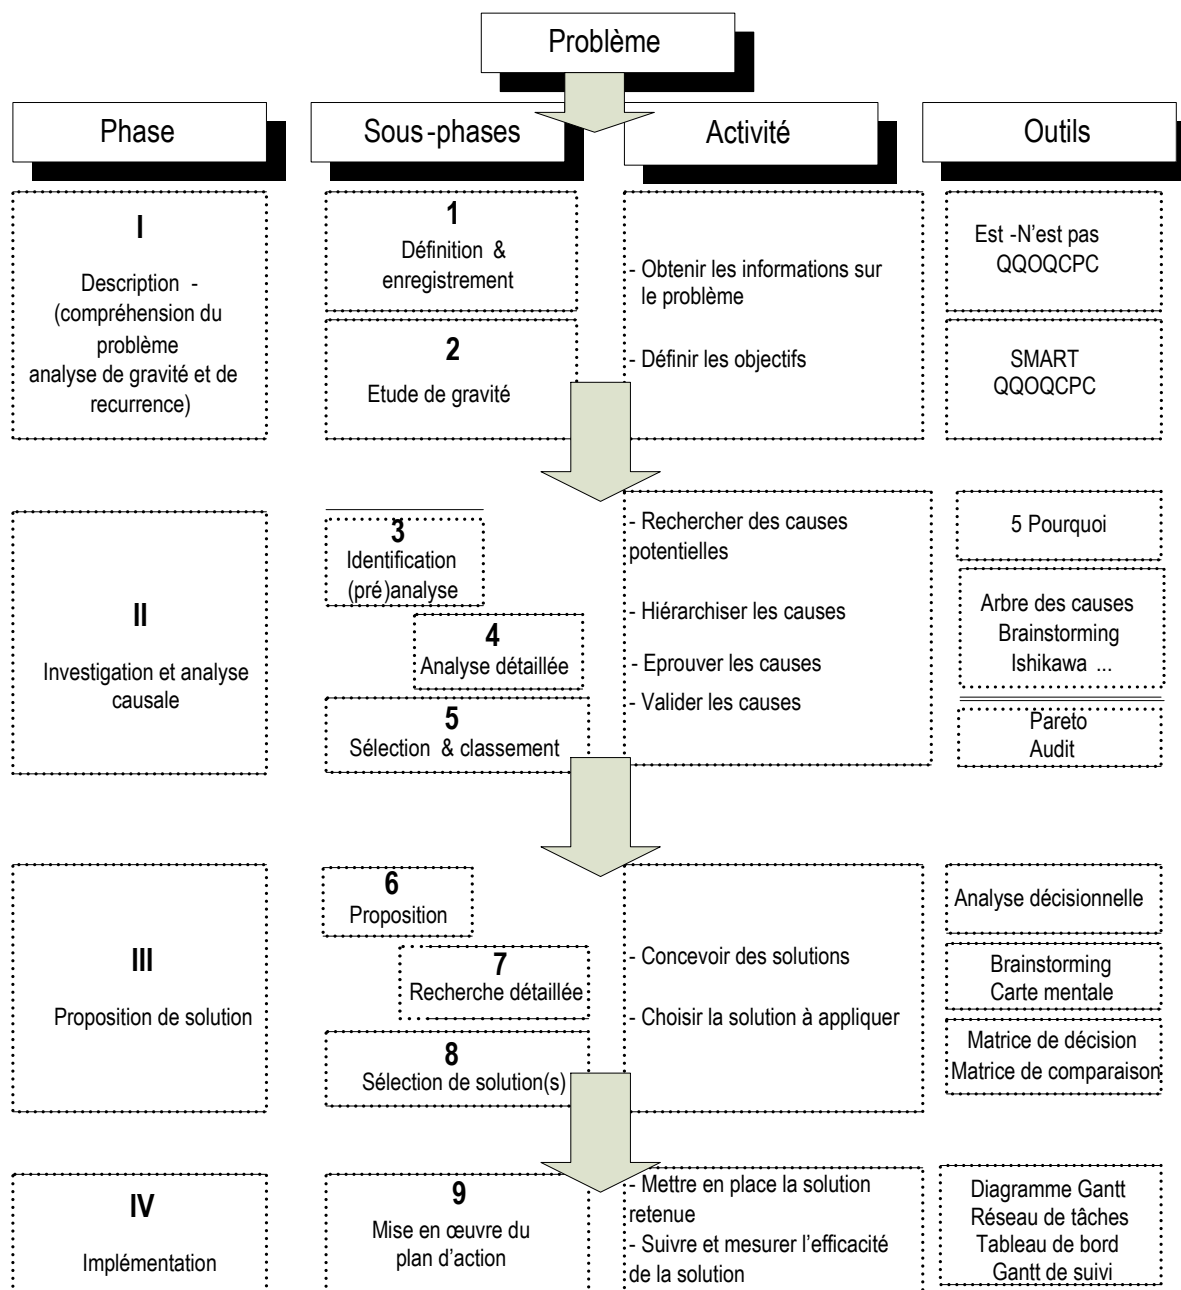 Problème
Phase
Sous-phases
Activité
Outils
I
Description -
(compréhension du
problème
analyse de gravité et de
recurrence)
1
Définition &
enregistrement
2
Etude de gravité
- Obtenir les informations sur
le problème
- Définir les objectifs
Est -N'est pas
QQOQCPC
SMART
QQOQCPC
II
Investigation et analyse
causale
3
Identification
(pré)analyse
4
Analyse détaillée
5
Sélection & classement
- Rechercher des causes
potentielles
- Hiérarchiser les causes
- Eprouver les causes
- Valider les causes
5 Pourquoi
Arbre des causes
Brainstorming
Ishikawa ...
Pareto
Audit
III
Proposition de solution
6
Proposition
7
Recherche détaillée
8
Sélection de solution(s)
- Concevoir des solutions
- Choisir la solution à appliquer
Analyse décisionnelle
Brainstorming
Carte mentale
Matrice de décision
Matrice de comparaison
IV
Implémentation
9
Mise en œuvre du
plan d'action
- Mettre en place la solution
retenue
- Suivre et mesurer l'efficacité
de la solution
Diagramme Gantt
Réseau de tâches
Tableau de bord
Gantt de suivi